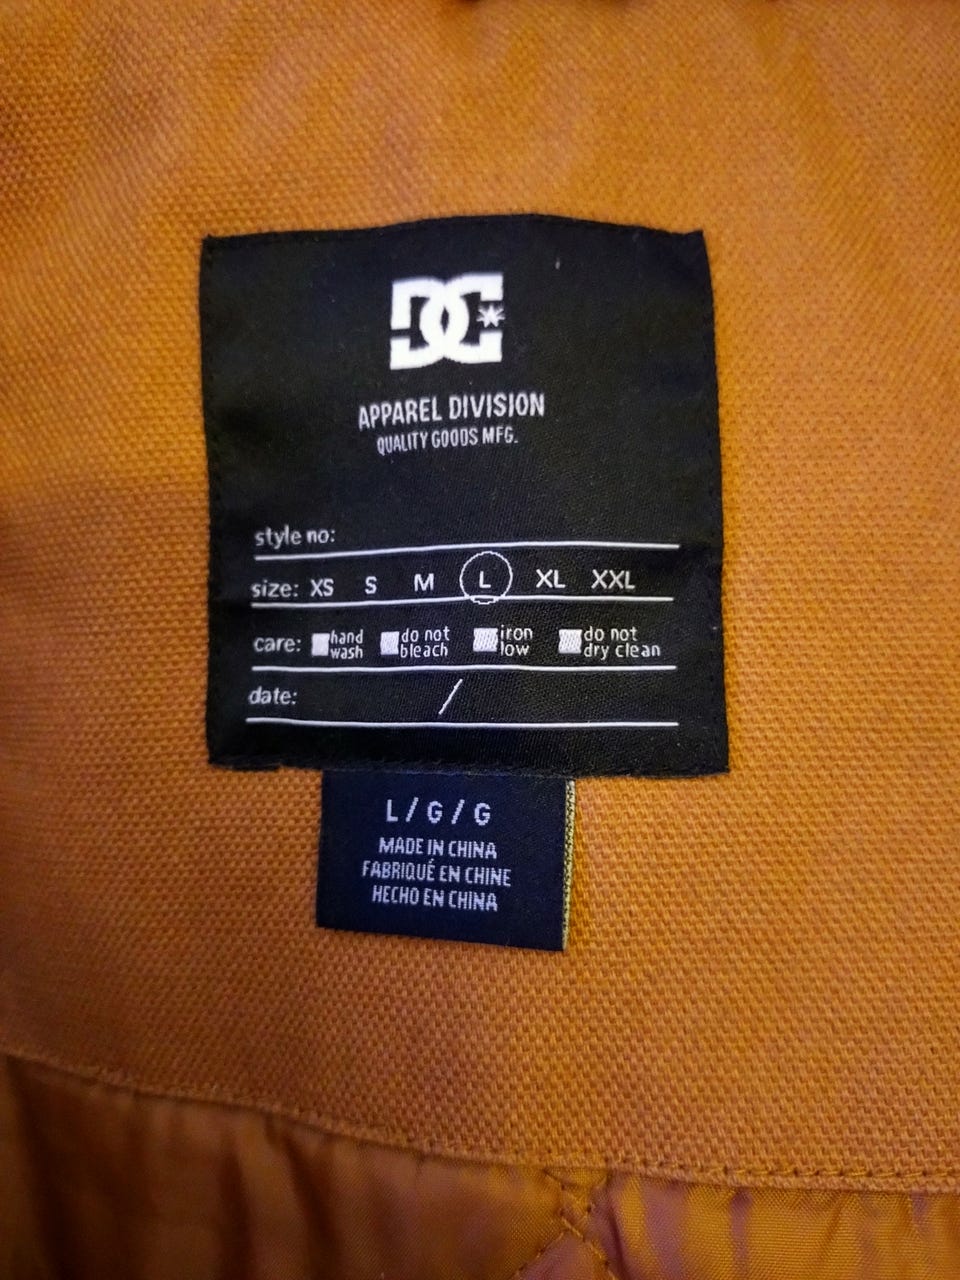 DC
APPAREL DIVISION
QUALITY GOODS MFG.
style no:
size: XS S M L XL XXL
care: hand wash do not bleach iron low do not dry clean
date: /
L / G / G
MADE IN CHINA
FABRIQUÉ EN CHINE
HECHO EN CHINA